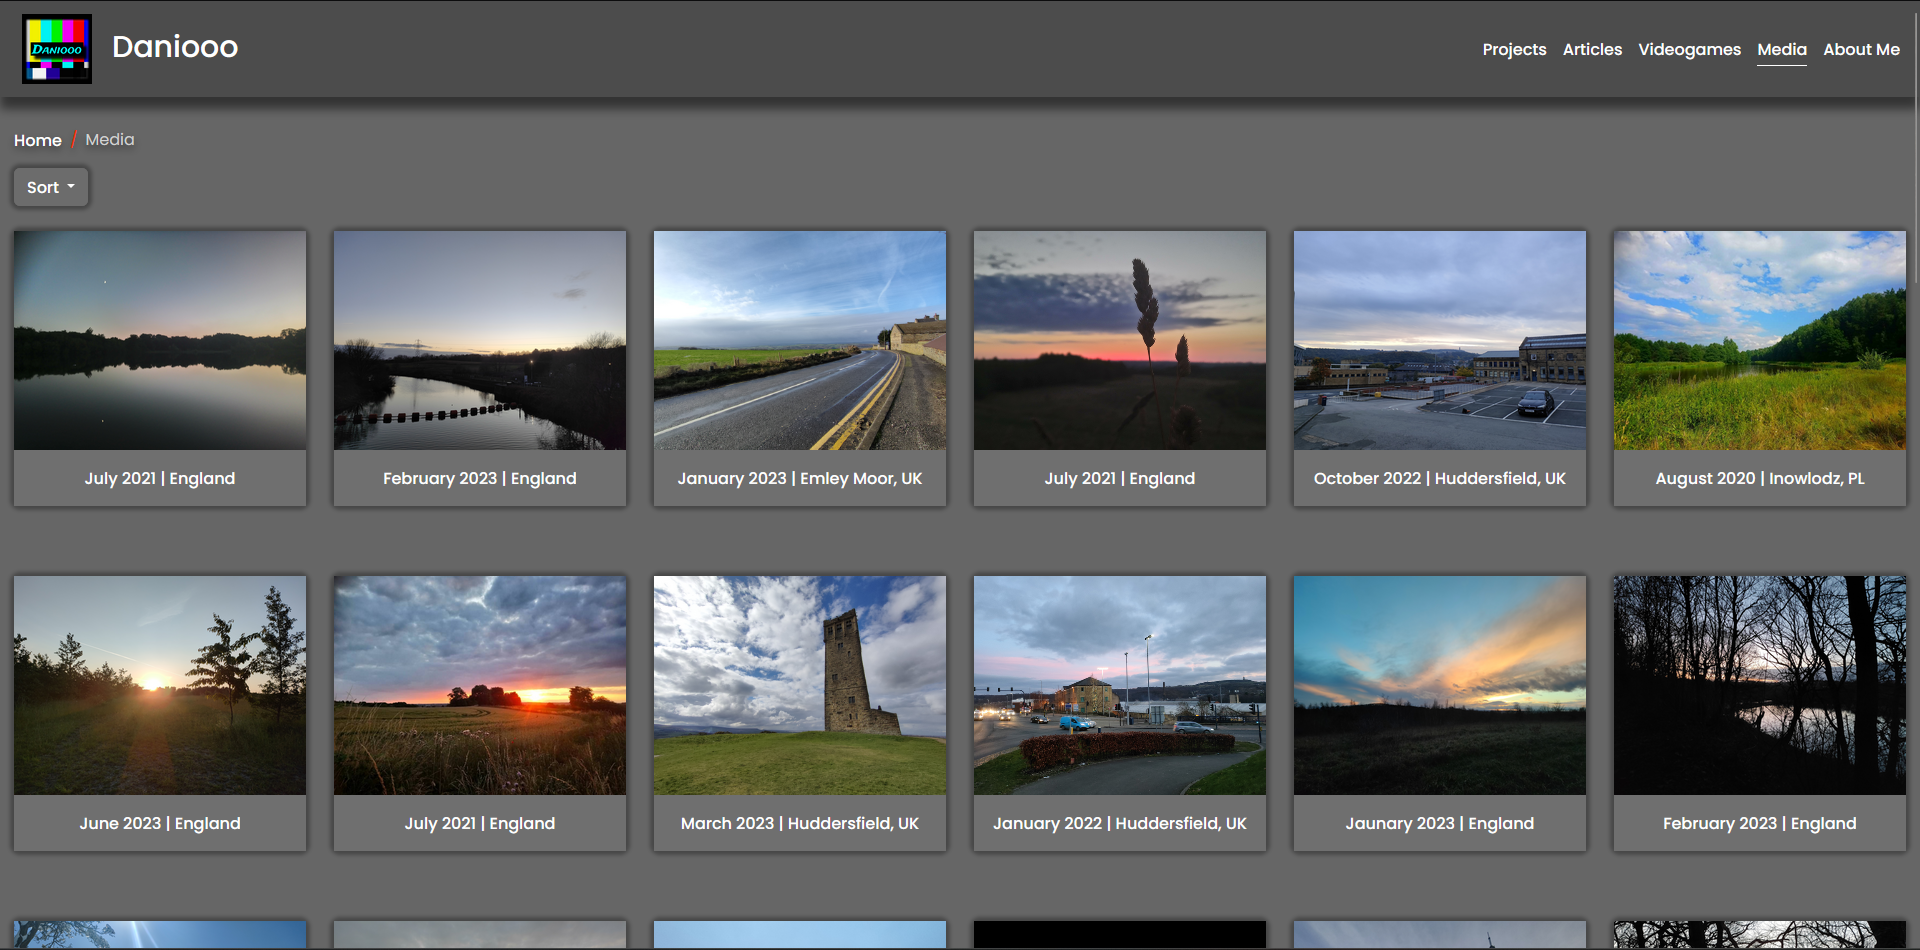 DANIOOO
Daniooo
Projects Articles Videogames Media About Me
Home / Media
Sort
July 2021 | England
February 2023 | England
January 2023 | Emley Moor, UK
July 2021 | England
October 2022 | Huddersfield, UK
August 2020 | Inowlodz, PL
June 2023 | England
July 2021 | England
March 2023 | Huddersfield, UK
January 2022 | Huddersfield, UK
Jaunary 2023 | England
February 2023 | England